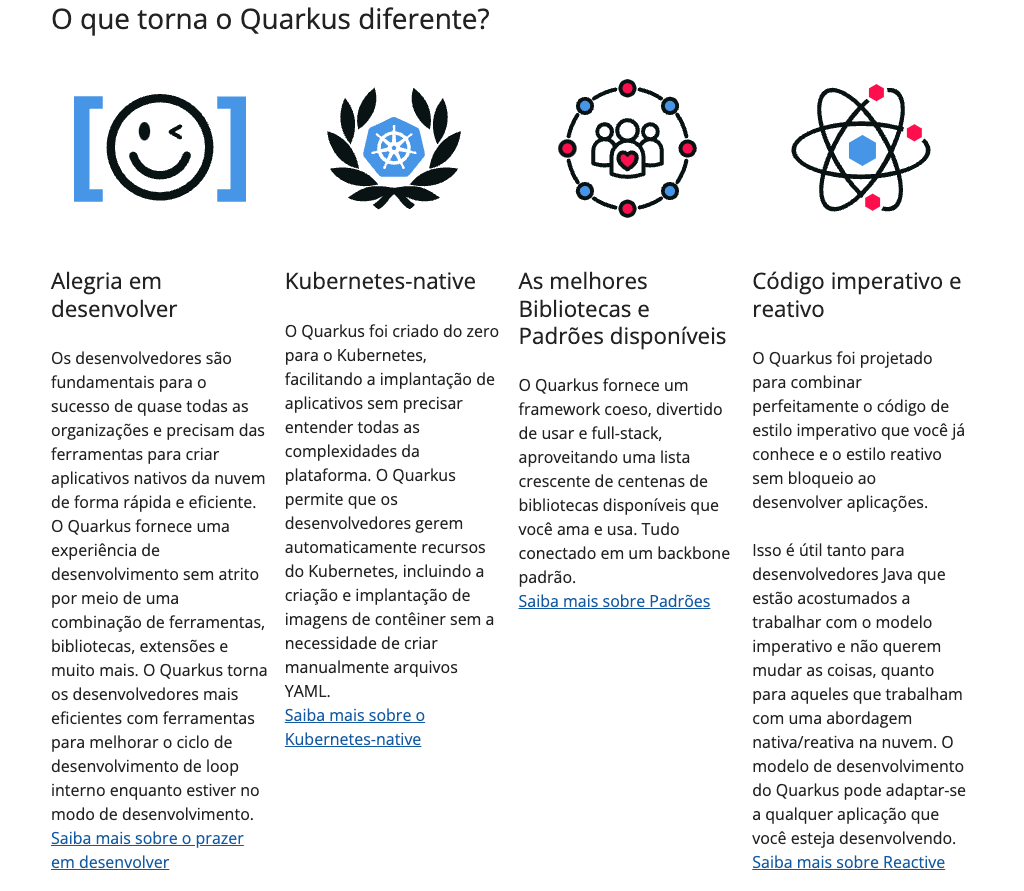 O que torna o Quarkus diferente?
Alegria em
desenvolver
Os desenvolvedores são
fundamentais para o
sucesso de quase todas as
organizações e precisam das
ferramentas para criar
aplicativos nativos da nuvem
de forma rápida e eficiente.
O Quarkus fornece uma
experiência de
desenvolvimento sem atrito
por meio de uma
combinação de ferramentas,
bibliotecas, extensões e
muito mais. O Quarkus torna
os desenvolvedores mais
eficientes com ferramentas
para melhorar o ciclo de
desenvolvimento de loop
interno enquanto estiver no
modo de desenvolvimento.
Saiba mais sobre o prazer
em desenvolver
Kubernetes-native
O Quarkus foi criado do zero
para o Kubernetes,
facilitando a implantação de
aplicativos sem precisar
entender todas as
complexidades da
plataforma. O Quarkus
permite que os
desenvolvedores gerem
automaticamente recursos
do Kubernetes, incluindo a
criação e implantação de
imagens de contêiner sem a
necessidade de criar
manualmente arquivos
YAML.
Saiba mais sobre o
Kubernetes-native
As melhores
Bibliotecas e
Padrões disponíveis
O Quarkus fornece um
framework coeso, divertido
de usar e full-stack,
aproveitando uma lista
crescente de centenas de
bibliotecas disponíveis que
você ama e usa. Tudo
conectado em um backbone
padrão.
Saiba mais sobre Padrões
Código imperativo e
reativo
O Quarkus foi projetado
para combinar
perfeitamente o código de
estilo imperativo que você já
conhece e o estilo reativo
sem bloqueio ao
desenvolver aplicações.
Isso é útil tanto para
desenvolvedores Java que
estão acostumados a
trabalhar com o modelo
imperativo e não querem
mudar as coisas, quanto
para aqueles que trabalham
com uma abordagem
nativa/reativa na nuvem. O
modelo de desenvolvimento
do Quarkus pode adaptar-se
a qualquer aplicação que
você esteja desenvolvendo.
Saiba mais sobre Reactive